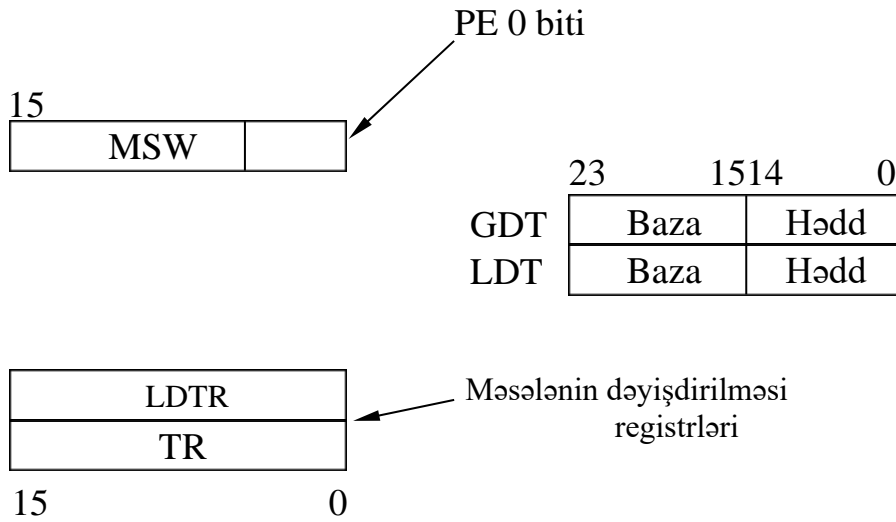 PE 0 biti
15
MSW
23 1514 0
GDT Baza Hədd
LDT Baza Hədd
LDTR
Məsələnin dəyişdirilməsi
registrləri
TR
15 0